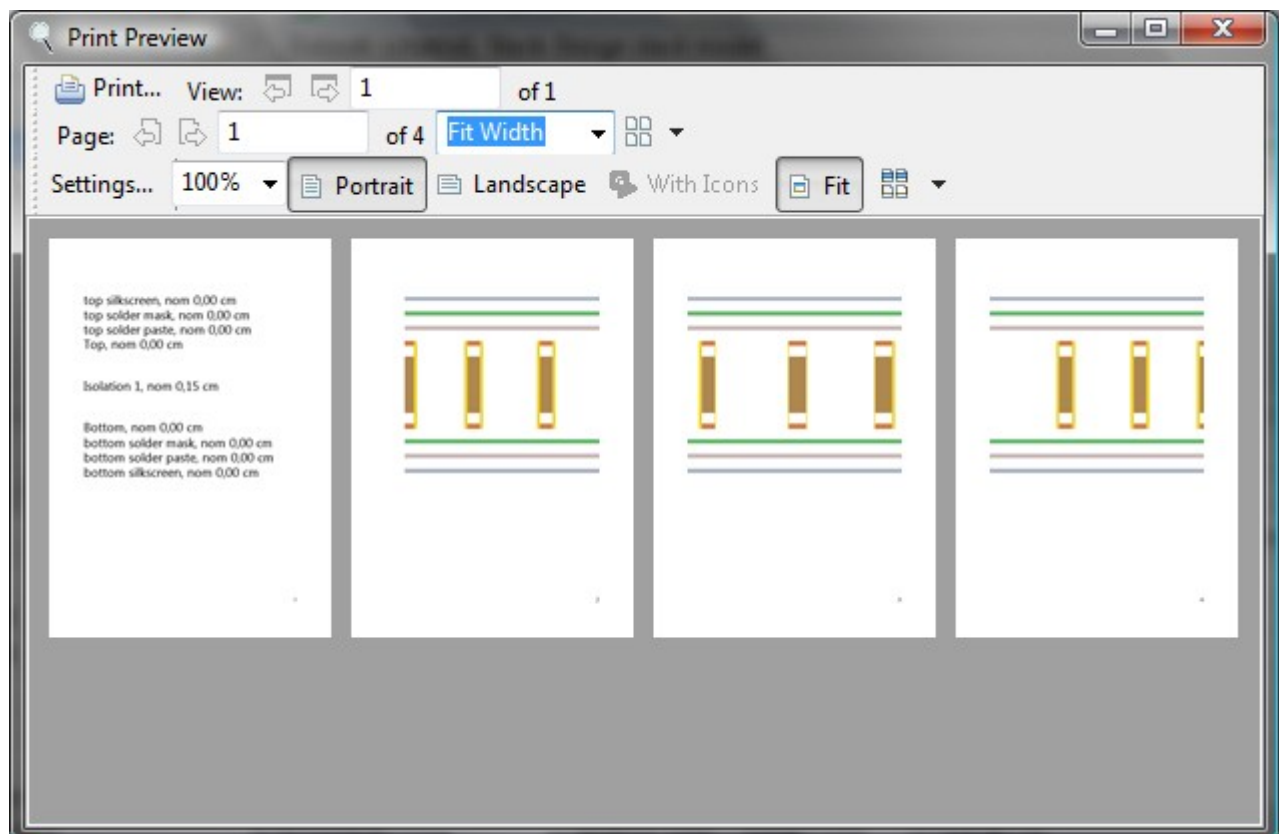 Print Preview
Print... View: 1 of 1
Page: 1 of 4 Fit Width
Settings... 100% Portrait Landscape With Icons Fit
top silkscreen, nom 0,00 cm
top solder mask, nom 0,00 cm
top solder paste, nom 0,00 cm
Top, nom 0,00 cm
Isolation 1, nom 0,15 cm
Bottom, nom 0,00 cm
bottom solder mask, nom 0,00 cm
bottom solder paste, nom 0,00 cm
bottom silkscreen, nom 0,00 cm